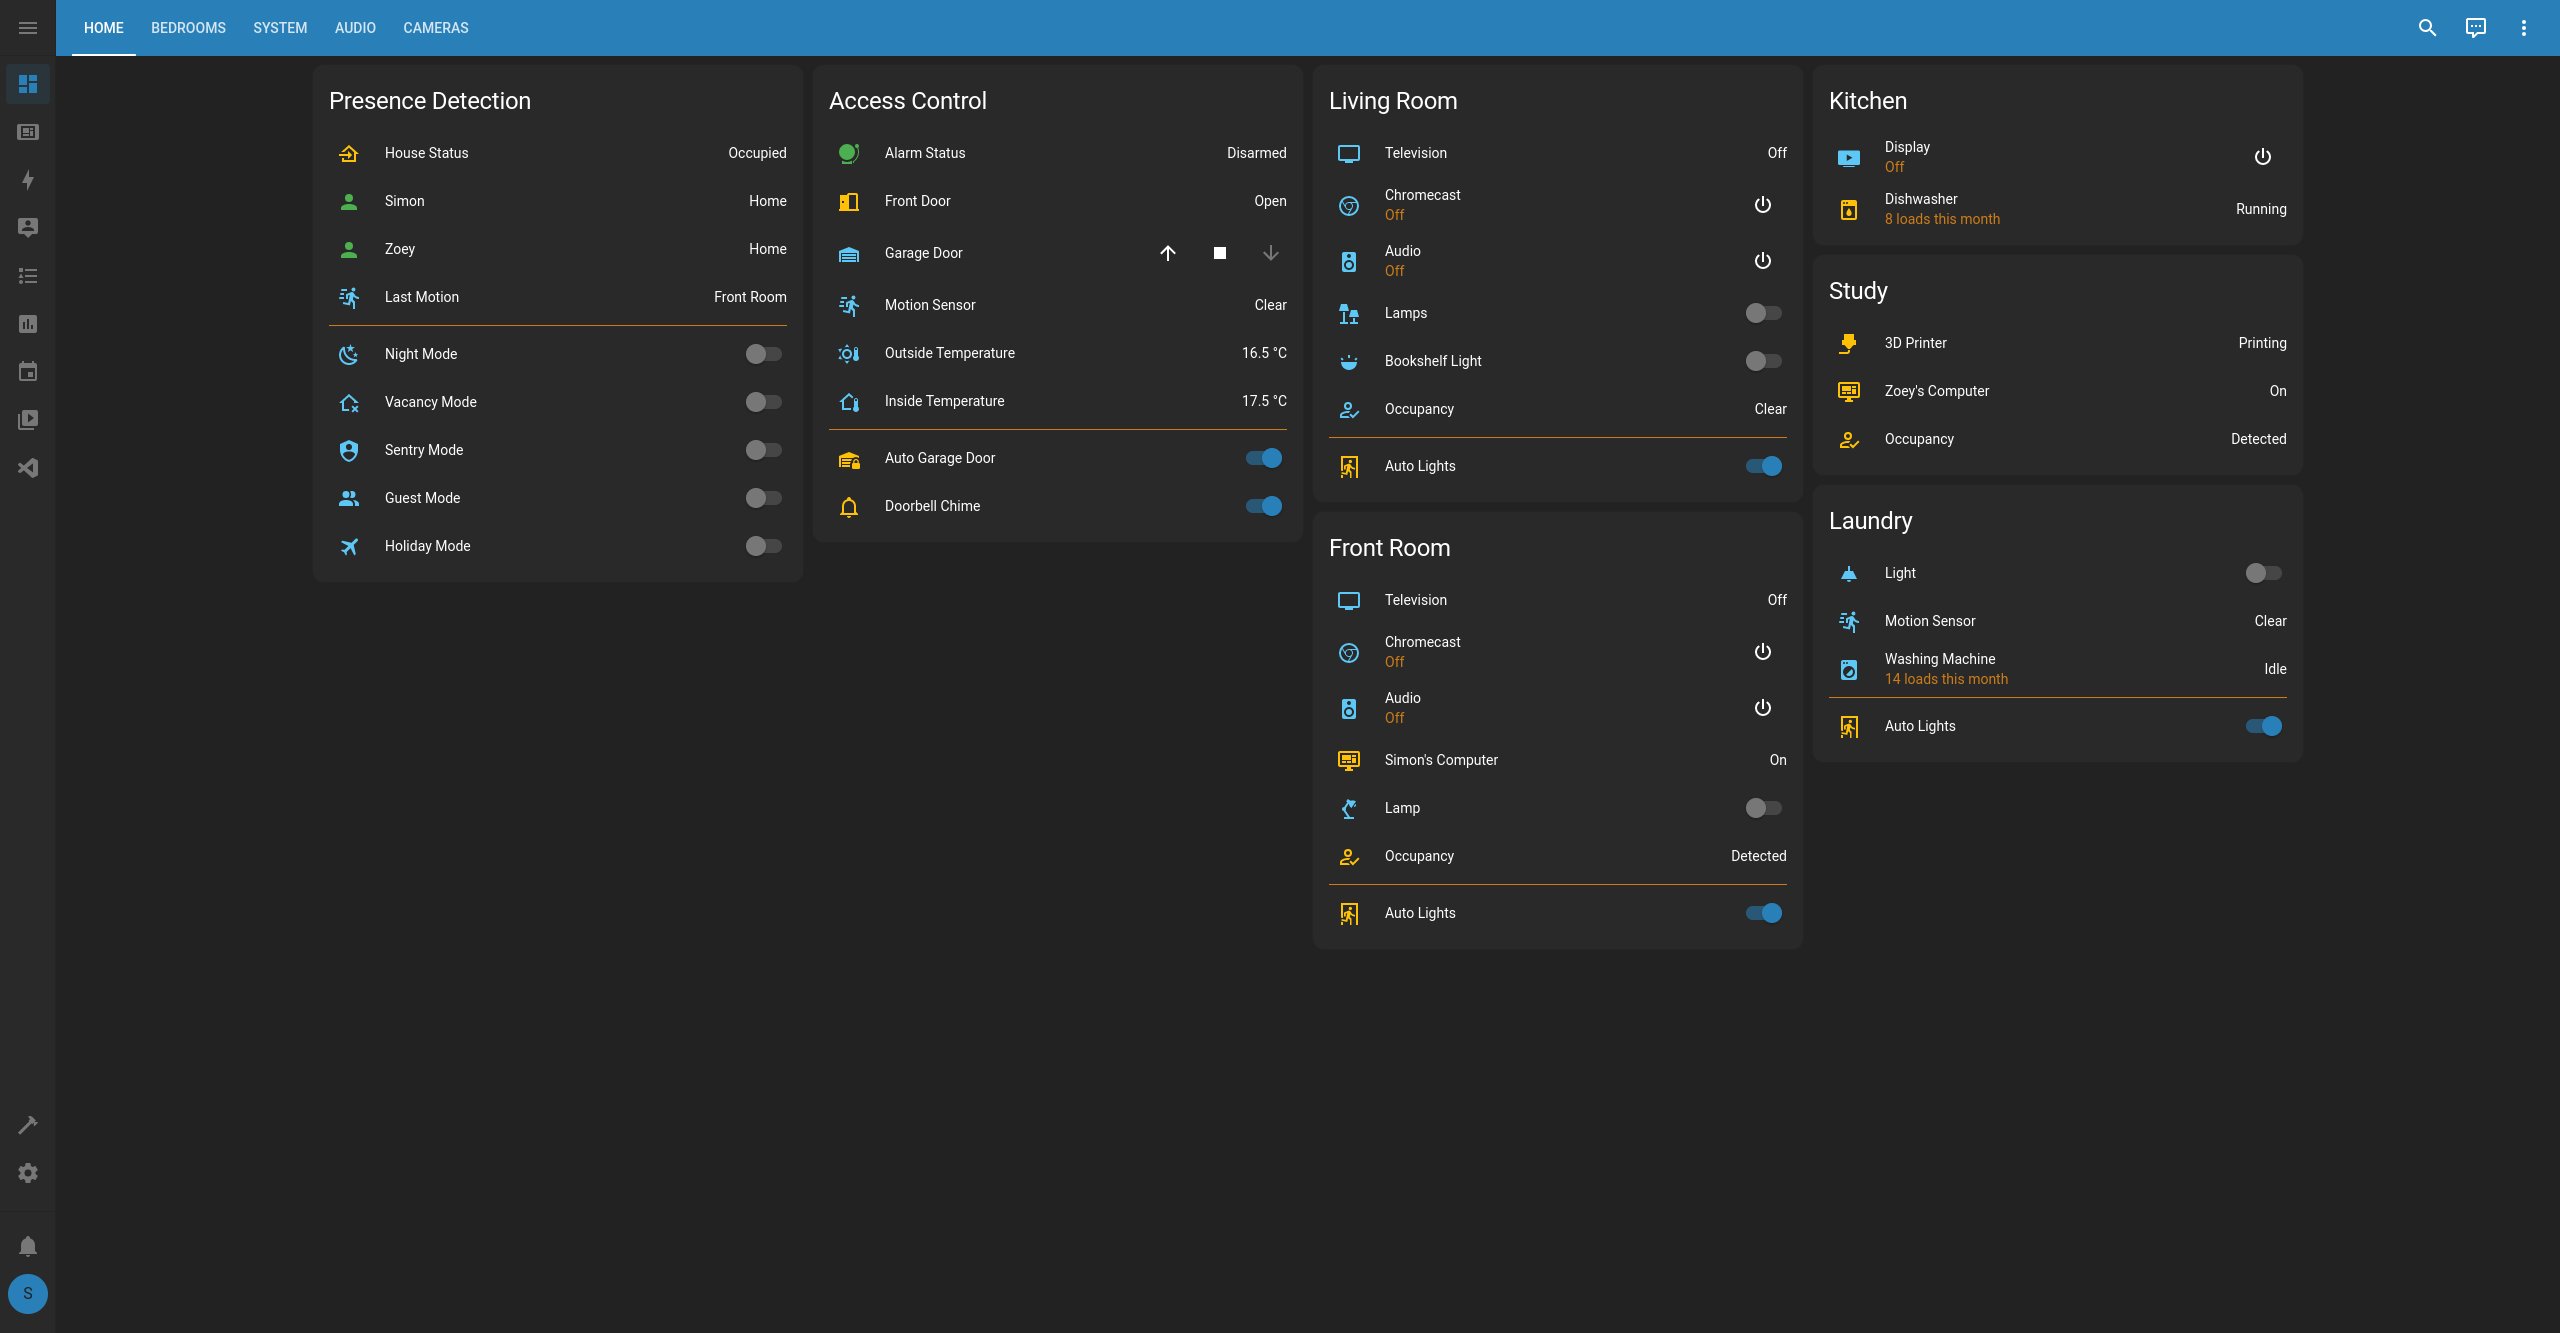 HOME BEDROOMS SYSTEM AUDIO CAMERAS
Presence Detection
House Status Occupied
Simon Home
Zoey Home
Last Motion Front Room
Night Mode
Vacancy Mode
Sentry Mode
Guest Mode
Holiday Mode
Access Control
Alarm Status Disarmed
Front Door Open
Garage Door
Motion Sensor Clear
Outside Temperature 16.5 °C
Inside Temperature 17.5 °C
Auto Garage Door
Doorbell Chime
Living Room
Television Off
Chromecast
Off
Audio
Off
Lamps
Bookshelf Light
Occupancy Clear
Auto Lights
Front Room
Television Off
Chromecast
Off
Audio
Off
Simon's Computer On
Lamp
Occupancy Detected
Auto Lights
Kitchen
Display
Off
Dishwasher
8 loads this month
Running
Study
3D Printer Printing
Zoey's Computer On
Occupancy Detected
Laundry
Light
Motion Sensor Clear
Washing Machine
14 loads this month
Idle
Auto Lights
S